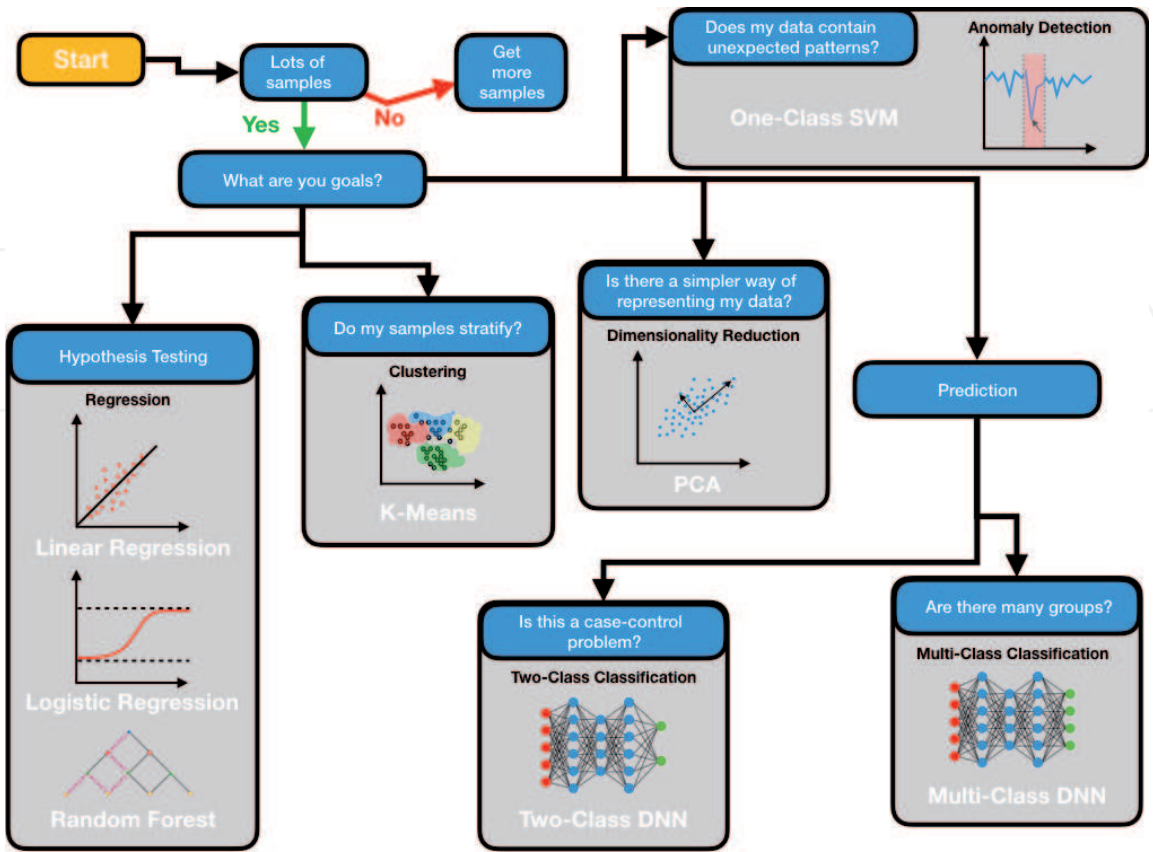 Start
Lots of
samples
Get
more
samples
Yes
No
Does my data contain
unexpected patterns?
Anomaly Detection
One-Class SVM
What are you goals?
Hypothesis Testing
Regression
Linear Regression
Logistic Regression
Random Forest
Do my samples stratify?
Clustering
K-Means
Is there a simpler way of
representing my data?
Dimensionality Reduction
PCA
Prediction
Is this a case-control
problem?
Two-Class Classification
Two-Class DNN
Are there many groups?
Multi-Class Classification
Multi-Class DNN